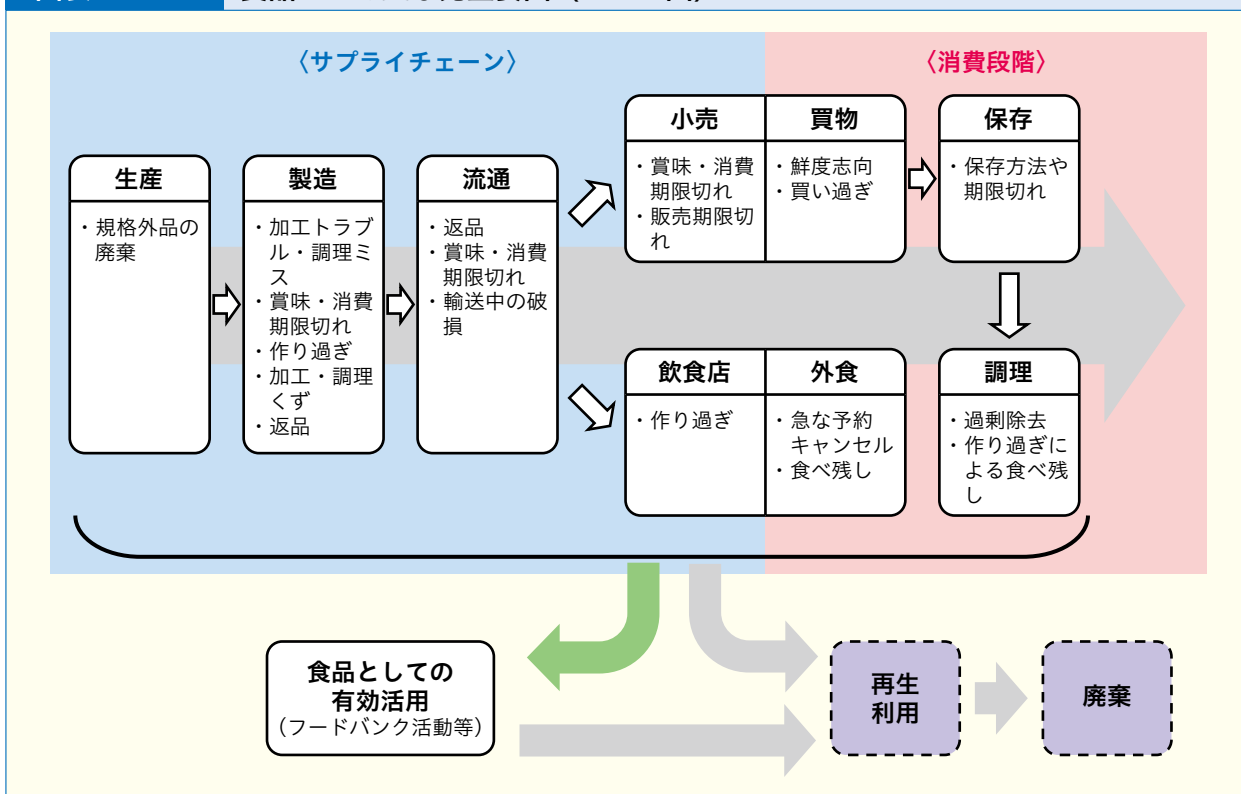 〈サプライチェーン〉
〈消費段階〉
生産
・規格外品の
廃棄
製造
・加工トラブ
ル・調理ミ
ス
・賞味・消費
期限切れ
・作り過ぎ
・加工・調理
くず
・返品
流通
・返品
・賞味・消費
期限切れ
・輸送中の破
損
小売
・賞味・消費
期限切れ
・販売期限切
れ
買物
・鮮度志向
・買い過ぎ
保存
・保存方法や
期限切れ
飲食店
・作り過ぎ
外食
・急な予約
キャンセル
・食べ残し
調理
・過剰除去
・作り過ぎに
よる食べ残
し
食品としての
有効活用
（フードバンク活動等）
再生
利用
廃棄